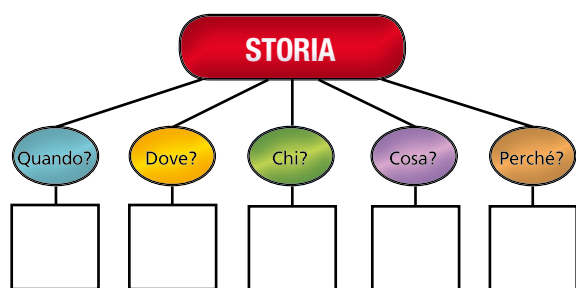 STORIA
Quando?
Dove?
Chi?
Cosa?
Perché?